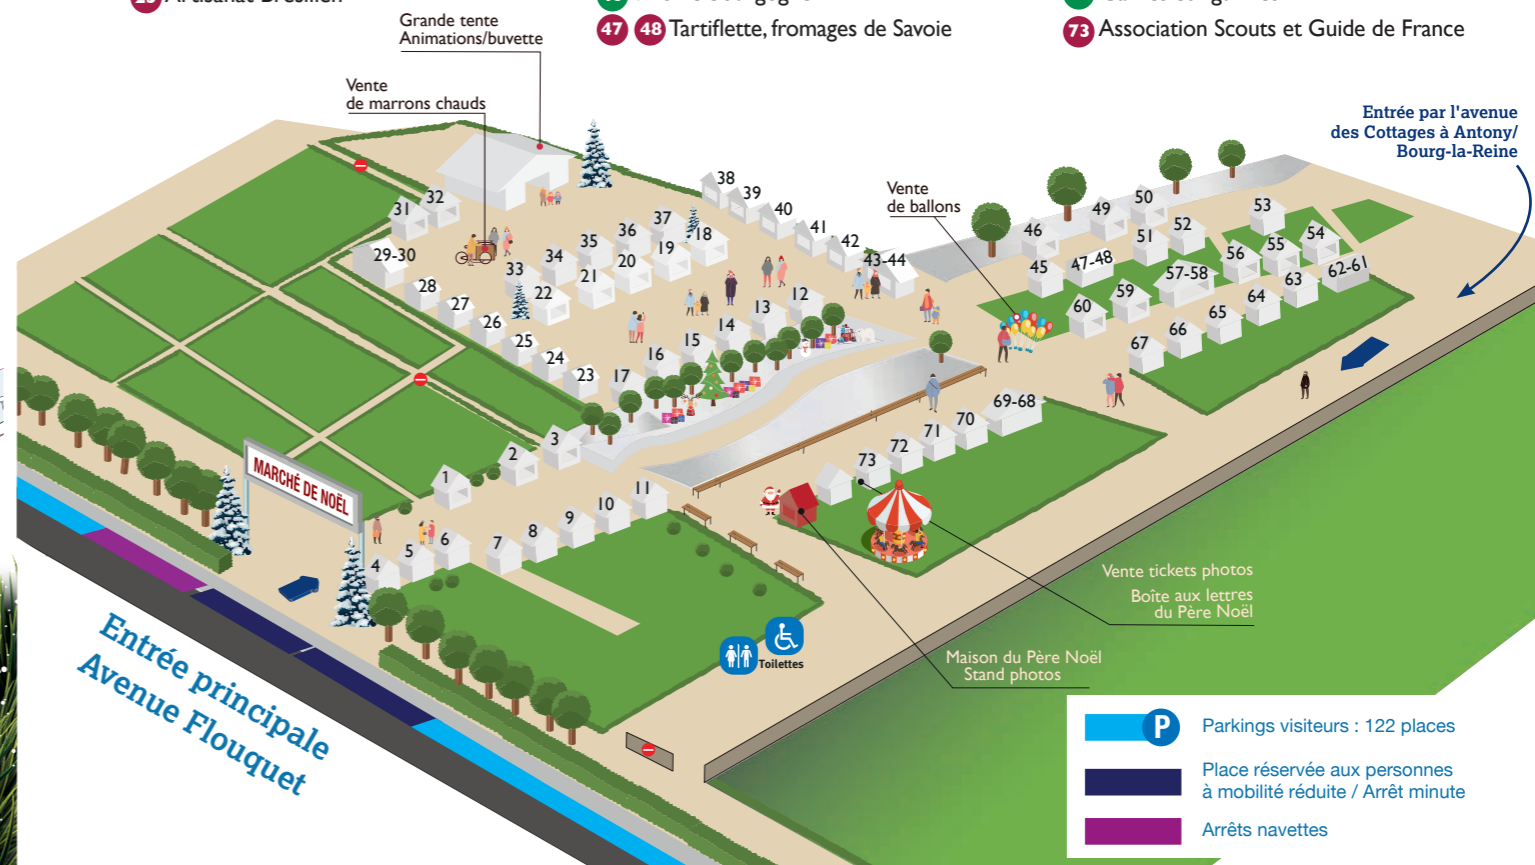 Grande tente
Animations/buvette
47 48 Tartiflette, fromages de Savoie
73 Association Scouts et Guide de France
Vente
de marrons chauds
Entrée par l'avenue
des Cottages à Antony/
Bourg-la-Reine
Vente
de ballons
38
39
40
41
42
43-44
31
32
29-30
28
27
26
25
24
23
33
34
35
36
37
22
21
20
19
18
17
16
15
14
13
12
46
49
50
53
45
47-48
51
52
56
55
54
60
59
57-58
64
63
62-61
67
66
65
69-68
70
71
72
73
1
2
3
4
5
6
7
8
9
10
11
MARCHÉ DE NOËL
Entrée principale
Avenue Flouquet
Toilettes
Vente tickets photos
Boîte aux lettres
du Père Noël
Maison du Père Noël
Stand photos
P Parkings visiteurs : 122 places
Place réservée aux personnes
à mobilité réduite / Arrêt minute
Arrêts navettes